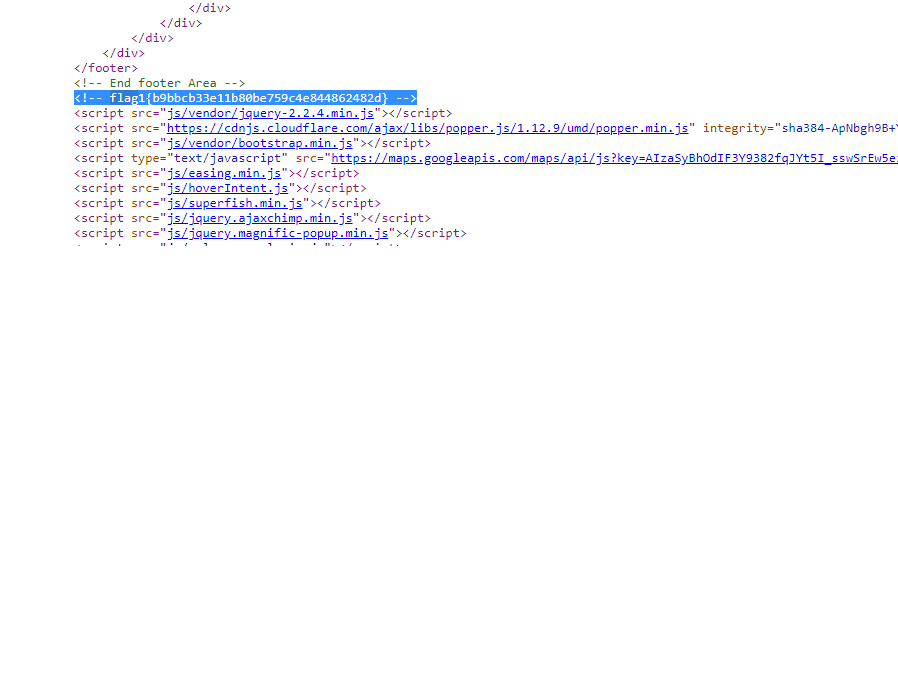 </div>
</div>
</div>
</div>
</footer>
<!-- End footer Area -->
<!-- flag1{b9bbcb33e11b80be759c4e844862482d} -->
<script src="js/vendor/jquery-2.2.4.min.js"></script>
<script src="https://cdnjs.cloudflare.com/ajax/libs/popper.js/1.12.9/umd/popper.min.js" integrity="sha384-ApNbgh9B+Y
<script src="js/vendor/bootstrap.min.js"></script>
<script type="text/javascript" src="https://maps.googleapis.com/maps/api/js?key=AIzaSyBhOdIF3Y9382fqJYt5I_sswSrEw5ei
<script src="js/easing.min.js"></script>
<script src="js/hoverIntent.js"></script>
<script src="js/superfish.min.js"></script>
<script src="js/jquery.ajaxchimp.min.js"></script>
<script src="js/jquery.magnific-popup.min.js"></script>